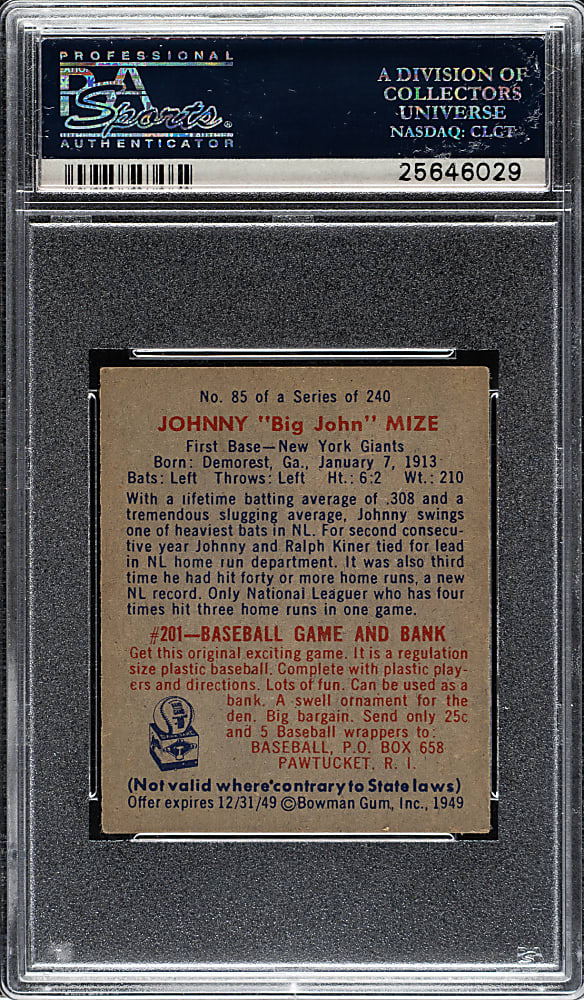 PROFESSIONAL
PSA
Sports®
AUTHENTICATOR
A DIVISION OF
COLLECTORS
UNIVERSE
NASDAQ: CLCT
25646029
No. 85 of a Series of 240
JOHNNY "Big John" MIZE
First Base—New York Giants
Born: Demorest, Ga., January 7, 1913
Bats: Left Throws: Left Ht.: 6:2 Wt.: 210
With a lifetime batting average of .308 and a
tremendous slugging average, Johnny swings
one of heaviest bats in NL. For second consecu-
tive year Johnny and Ralph Kiner tied for lead
in NL home run department. It was also third
time he had hit forty or more home runs, a new
NL record. Only National Leaguer who has four
times hit three home runs in one game.
#201—BASEBALL GAME AND BANK
Get this original exciting game. It is a regulation
size plastic baseball. Complete with plastic play-
ers and directions. Lots of fun. Can be used as a
bank. A swell ornament for the
den. Big bargain. Send only 25c
and 5 Baseball wrappers to:
BASEBALL, P.O. BOX 658
PAWTUCKET, R. I.
(Not valid where contrary to State laws)
Offer expires 12/31/49 ©Bowman Gum, Inc., 1949